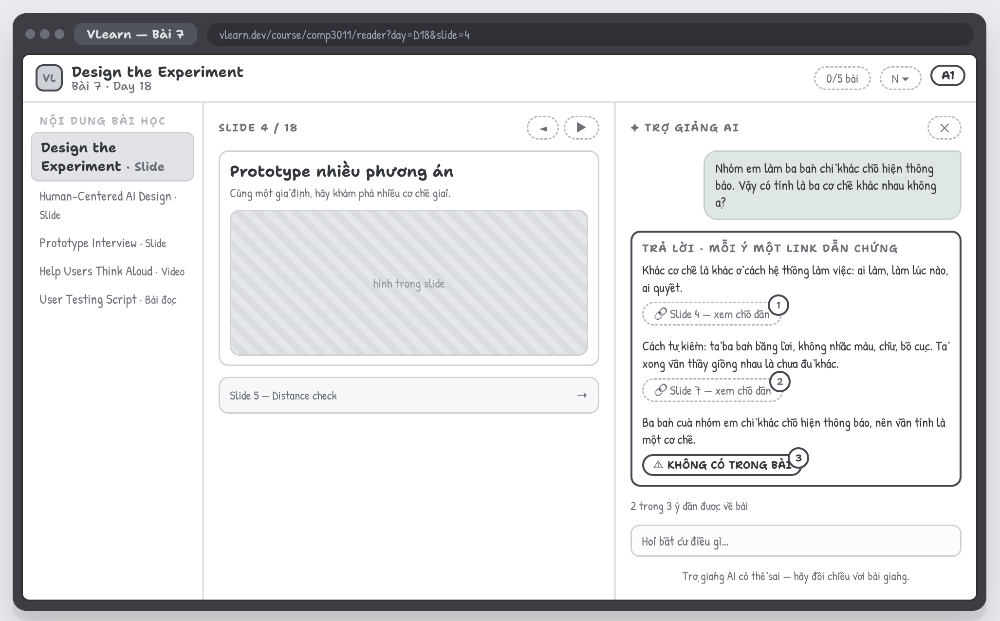 VLearn — Bài 7
vlearn.dev/course/comp3011/reader?day=D18&slide=4
VL
Design the Experiment
Bài 7 · Day 18
0/5 bài
N
A1
NỘI DUNG BÀI HỌC
Design the
Experiment · Slide
Human-Centered AI Design ·
Slide
Prototype Interview · Slide
Help Users Think Aloud · Video
User Testing Script · Bài đọc
SLIDE 4 / 18
Prototype nhiều phương án
Cùng một giả định, hãy khám phá nhiều cơ chế giải.
hình trong slide
Slide 5 — Distance check →
✦ TRỢ GIẢNG AI
Nhóm em làm ba bản chỉ khác chỗ hiện thông
báo. Vậy có tính là ba cơ chế khác nhau không
ạ?
TRẢ LỜI · MỖI Ý MỘT LINK DẪN CHỨNG
Khác cơ chế là khác ở cách hệ thống làm việc: ai làm, làm lúc nào,
ai quyết.
🔗 Slide 4 — xem chỗ dẫn
1
Cách tự kiểm: tả ba bản bằng lời, không nhắc màu, chữ, bố cục. Tả
xong vẫn thấy giống nhau là chưa đủ khác.
🔗 Slide 7 — xem chỗ dẫn
2
Ba bản của nhóm em chỉ khác chỗ hiện thông báo, nên vẫn tính là
một cơ chế.
⚠ KHÔNG CÓ TRONG BÀI
3
2 trong 3 ý dẫn được về bài
Hỏi bất cứ điều gì…
Trợ giảng AI có thể sai — hãy đối chiếu với bài giảng.